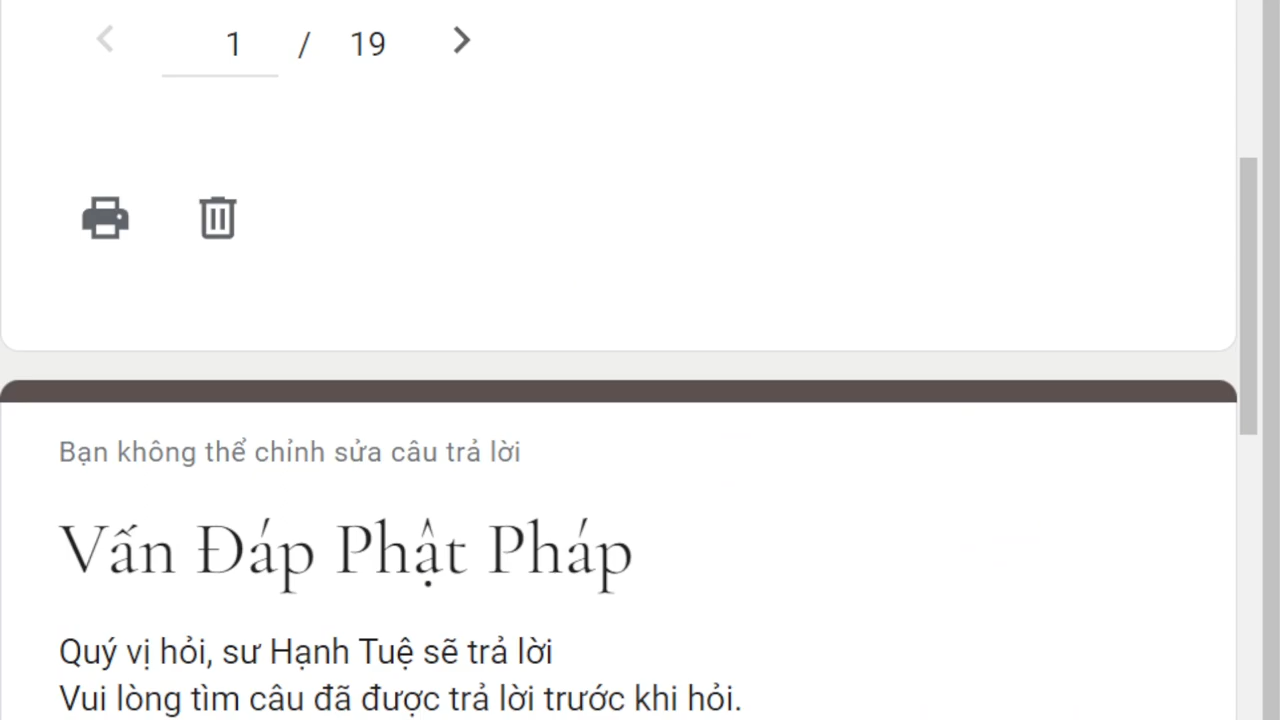 1 / 19
Bạn không thể chỉnh sửa câu trả lời
Vấn Đáp Phật Pháp
Quý vị hỏi, sư Hạnh Tuệ sẽ trả lời
Vui lòng tìm câu đã được trả lời trước khi hỏi.